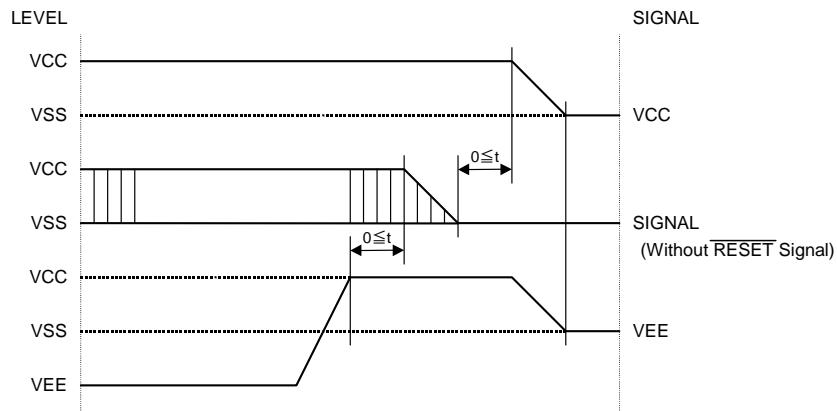 LEVEL SIGNAL
VCC
VSS VCC
0≦t
VCC
VSS SIGNAL
(Without RESET Signal)
0≦t
VCC
VSS VEE
VEE